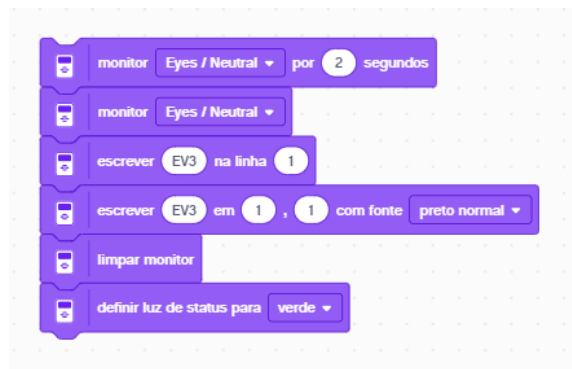 monitor Eyes / Neutral por 2 segundos
monitor Eyes / Neutral
escrever EV3 na linha 1
escrever EV3 em 1 , 1 com fonte preto normal
limpar monitor
definir luz de status para verde